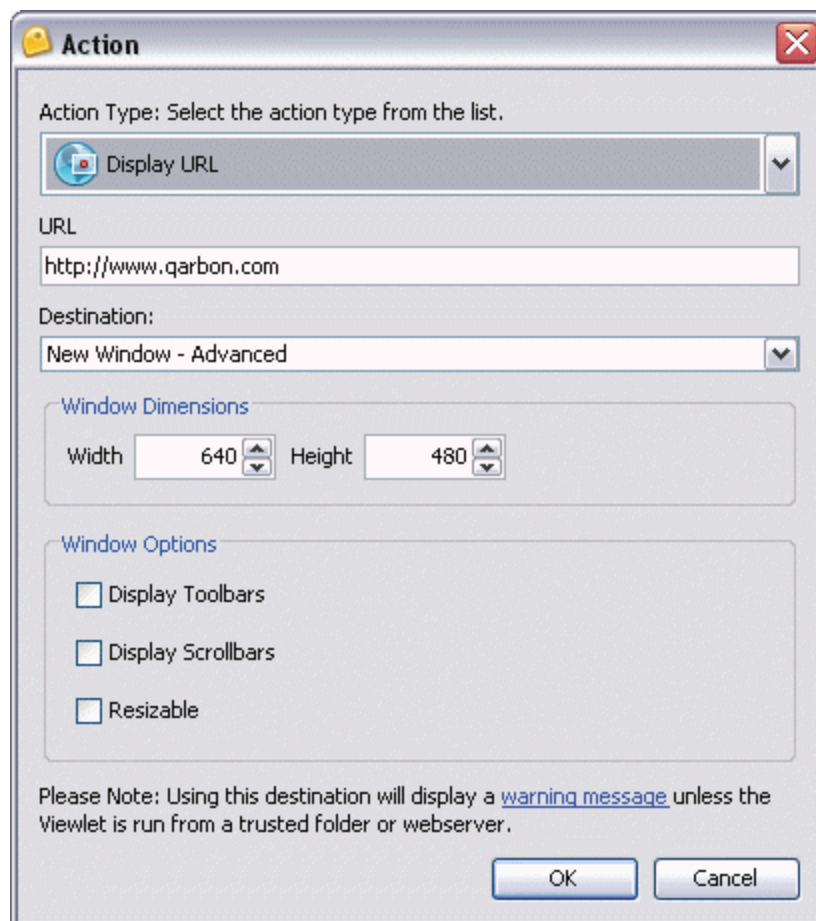 Action
Action Type: Select the action type from the list.
Display URL
URL
http://www.qarbon.com
Destination:
New Window - Advanced
Window Dimensions
Width 640 Height 480
Window Options
Display Toolbars
Display Scrollbars
Resizable
Please Note: Using this destination will display a warning message unless the
Viewlet is run from a trusted folder or webserver.
OK Cancel